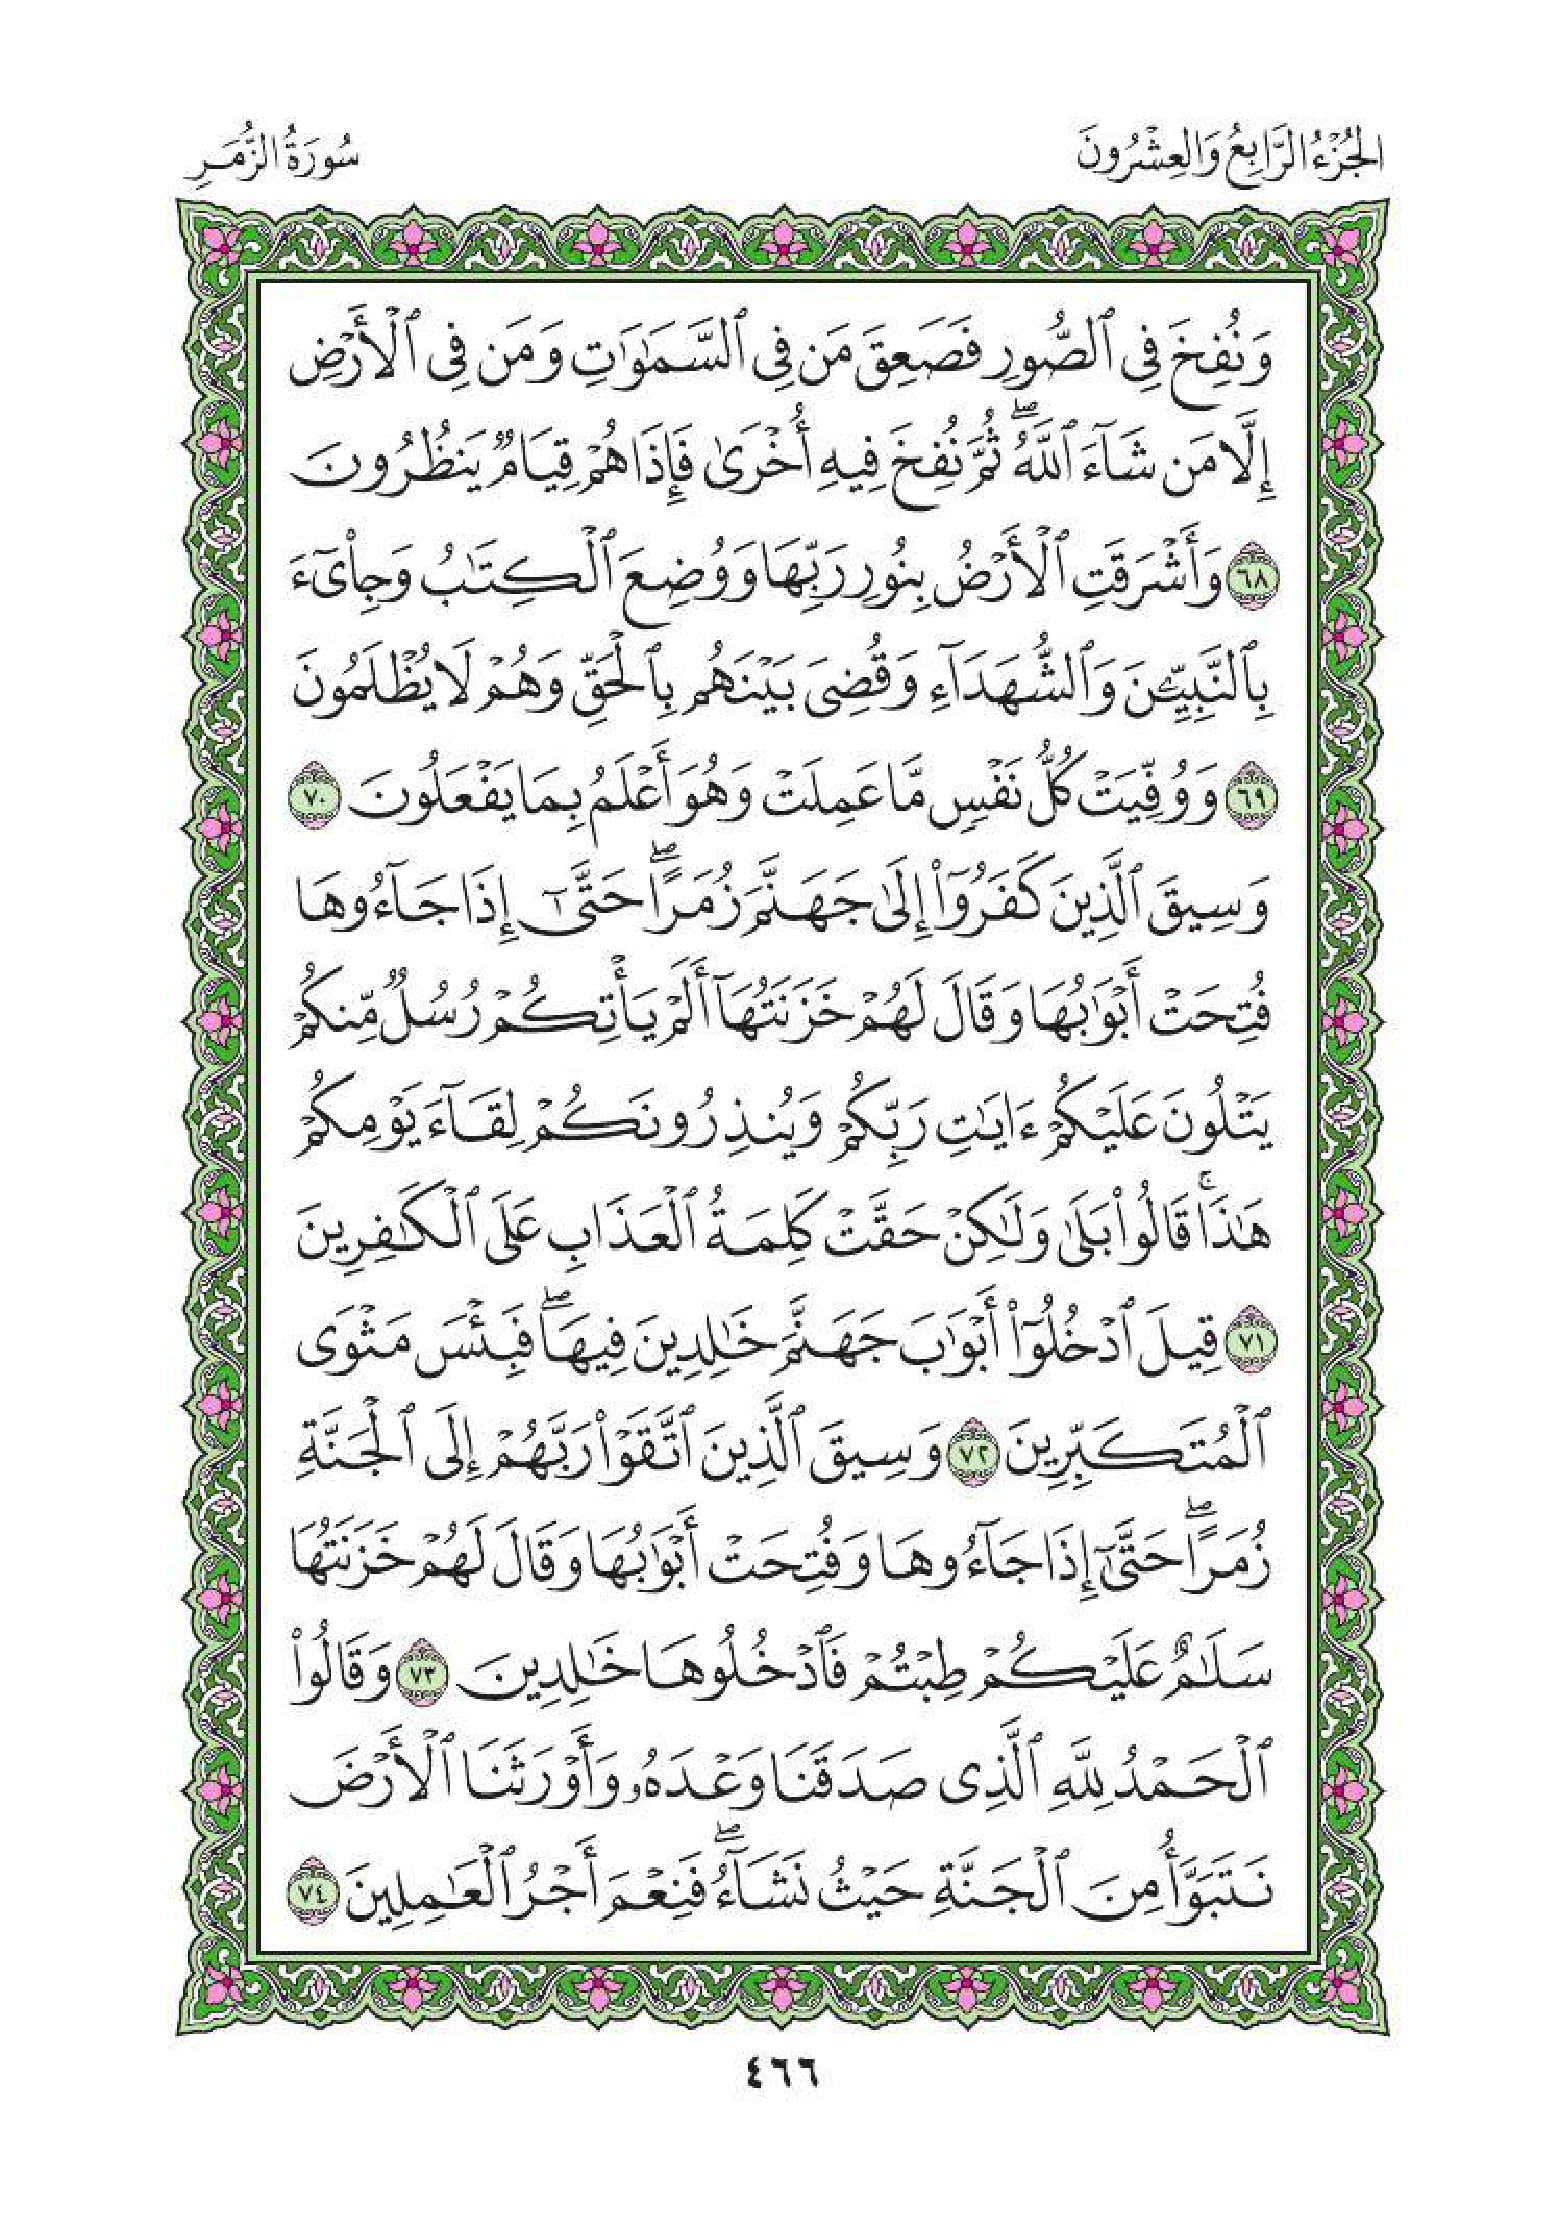 الجُزْءُ الرَّابِعُ وَالعِشْرُونَ
سُورَةُ الزُّمَرِ
وَنُفِخَ فِى ٱلصُّورِ فَصَعِقَ مَن فِى ٱلسَّمَـٰوَٰتِ وَمَن فِى ٱلْأَرْضِ
إِلَّا مَن شَآءَ ٱللَّهُ ۖ ثُمَّ نُفِخَ فِيهِ أُخْرَىٰ فَإِذَا هُمْ قِيَامٌ يَنظُرُونَ
٦٨ وَأَشْرَقَتِ ٱلْأَرْضُ بِنُورِ رَبِّهَا وَوُضِعَ ٱلْكِتَـٰبُ وَجِا۟ىٓءَ
بِٱلنَّبِيِّـۧنَ وَٱلشُّهَدَآءِ وَقُضِىَ بَيْنَهُم بِٱلْحَقِّ وَهُمْ لَا يُظْلَمُونَ
٦٩ وَوُفِّيَتْ كُلُّ نَفْسٍ مَّا عَمِلَتْ وَهُوَ أَعْلَمُ بِمَا يَفْعَلُونَ ٧٠
وَسِيقَ ٱلَّذِينَ كَفَرُوٓا۟ إِلَىٰ جَهَنَّمَ زُمَرًا ۖ حَتَّىٰٓ إِذَا جَآءُوهَا
فُتِحَتْ أَبْوَٰبُهَا وَقَالَ لَهُمْ خَزَنَتُهَآ أَلَمْ يَأْتِكُمْ رُسُلٌ مِّنكُمْ
يَتْلُونَ عَلَيْكُمْ ءَايَـٰتِ رَبِّكُمْ وَيُنذِرُونَكُمْ لِقَآءَ يَوْمِكُمْ
هَـٰذَا ۚ قَالُوا۟ بَلَىٰ وَلَـٰكِنْ حَقَّتْ كَلِمَةُ ٱلْعَذَابِ عَلَى ٱلْكَـٰفِرِينَ
٧١ قِيلَ ٱدْخُلُوٓا۟ أَبْوَٰبَ جَهَنَّمَ خَـٰلِدِينَ فِيهَا ۖ فَبِئْسَ مَثْوَى
ٱلْمُتَكَبِّرِينَ ٧٢ وَسِيقَ ٱلَّذِينَ ٱتَّقَوْا۟ رَبَّهُمْ إِلَى ٱلْجَنَّةِ
زُمَرًا ۖ حَتَّىٰٓ إِذَا جَآءُوهَا وَفُتِحَتْ أَبْوَٰبُهَا وَقَالَ لَهُمْ خَزَنَتُهَا
سَلَـٰمٌ عَلَيْكُمْ طِبْتُمْ فَٱدْخُلُوهَا خَـٰلِدِينَ ٧٣ وَقَالُوا۟
ٱلْحَمْدُ لِلَّهِ ٱلَّذِى صَدَقَنَا وَعْدَهُۥ وَأَوْرَثَنَا ٱلْأَرْضَ
نَتَبَوَّأُ مِنَ ٱلْجَنَّةِ حَيْثُ نَشَآءُ ۖ فَنِعْمَ أَجْرُ ٱلْعَـٰمِلِينَ ٧٤
٤٦٦